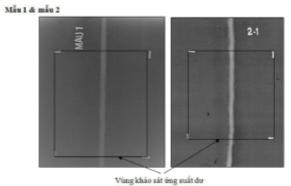 Mẫu 1 & mẫu 2
MẪU 1
2-1
Vùng khảo sát ứng suất dư